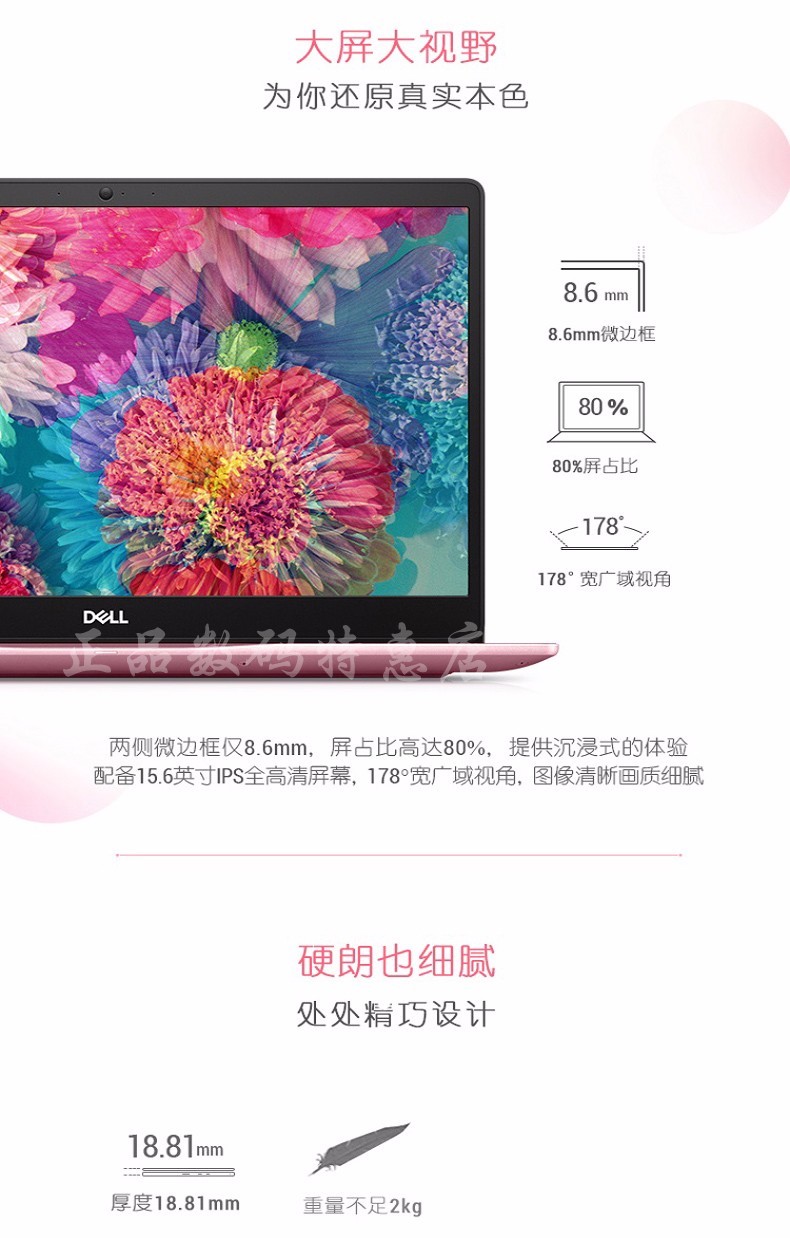 大屏大视野
为你还原真实本色
8.6 mm
8.6mm微边框
80%
80%屏占比
178°
178° 宽广域视角
DELL
正品数码特惠店
两侧微边框仅8.6mm，屏占比高达80%，提供沉浸式的体验
配备15.6英寸IPS全高清屏幕, 178°宽广域视角, 图像清晰画质细腻
硬朗也细腻
处处精巧设计
18.81mm
厚度18.81mm
重量不足2kg